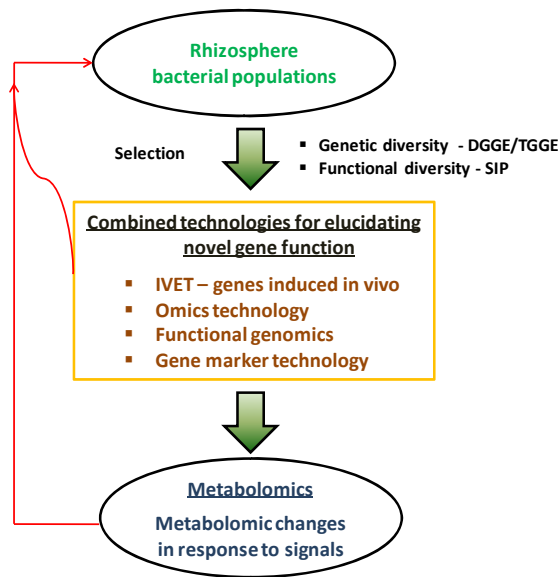 Rhizosphere
bacterial populations
Selection
▪ Genetic diversity - DGGE/TGGE
▪ Functional diversity - SIP
Combined technologies for elucidating
novel gene function
▪ IVET – genes induced in vivo
▪ Omics technology
▪ Functional genomics
▪ Gene marker technology
Metabolomics
Metabolomic changes
in response to signals